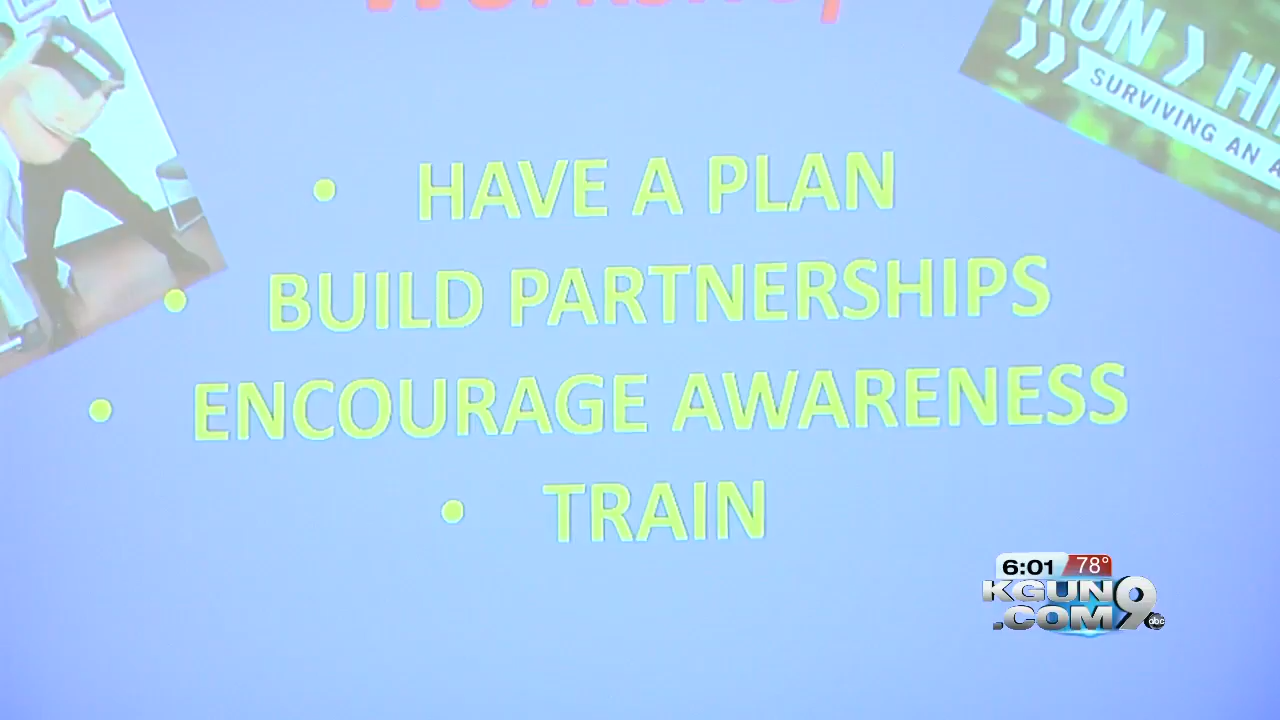 RUN > HI
SURVIVING AN A
• HAVE A PLAN
• BUILD PARTNERSHIPS
• ENCOURAGE AWARENESS
• TRAIN
6:01 78°
KGUN9
.COM
abc